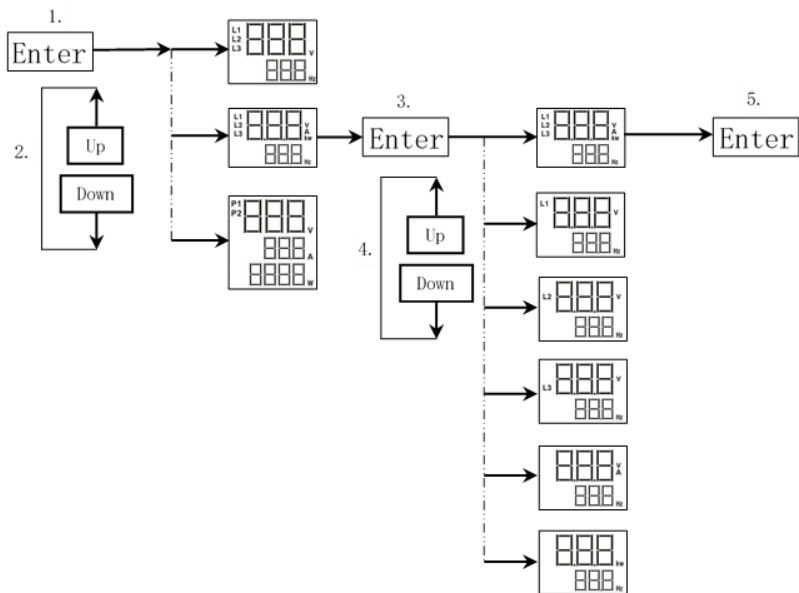 1.
Enter
2.
Up
Down
L1
L2
L3
V
Hz
L1
L2
L3
V
A
kw
Hz
P1
P2
V
A
W
3.
Enter
4.
Up
Down
L1
L2
L3
V
A
kw
Hz
L1
V
Hz
L2
V
Hz
L3
V
Hz
V
A
Hz
kw
Hz
5.
Enter